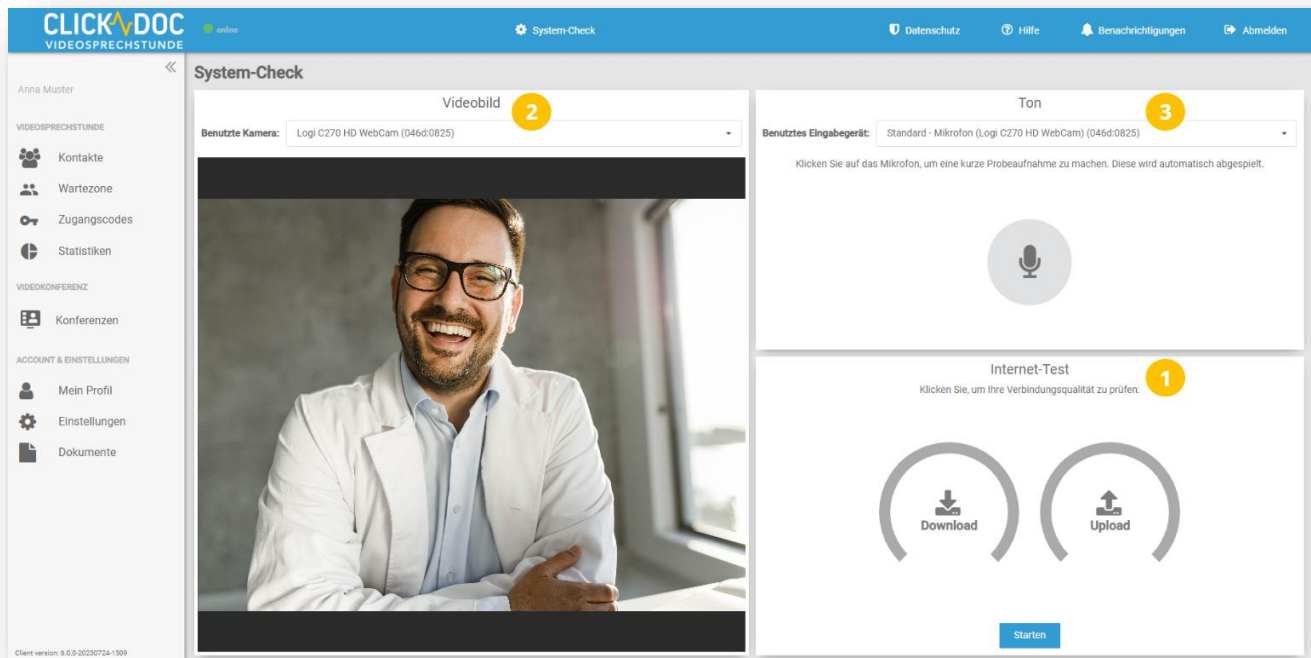 CLICKDOC
VIDEOSPRECHSTUNDE
online
System-Check
Datenschutz
Hilfe
Benachrichtigungen
Abmelden
Anna Muster
VIDEOSPRECHSTUNDE
Kontakte
Wartezone
Zugangscodes
Statistiken
VIDEOKONFERENZ
Konferenzen
ACCOUNT & EINSTELLUNGEN
Mein Profil
Einstellungen
Dokumente
Client version: 6.0.0-20230724-1509
System-Check
Videobild
2
Benutzte Kamera: Logi C270 HD WebCam (046d:0825)
Ton
3
Benutztes Eingabegerät: Standard - Mikrofon (Logi C270 HD WebCam) (046d:0825)
Klicken Sie auf das Mikrofon, um eine kurze Probeaufnahme zu machen. Diese wird automatisch abgespielt.
Internet-Test
1
Klicken Sie, um Ihre Verbindungsqualität zu prüfen:
Download
Upload
Starten